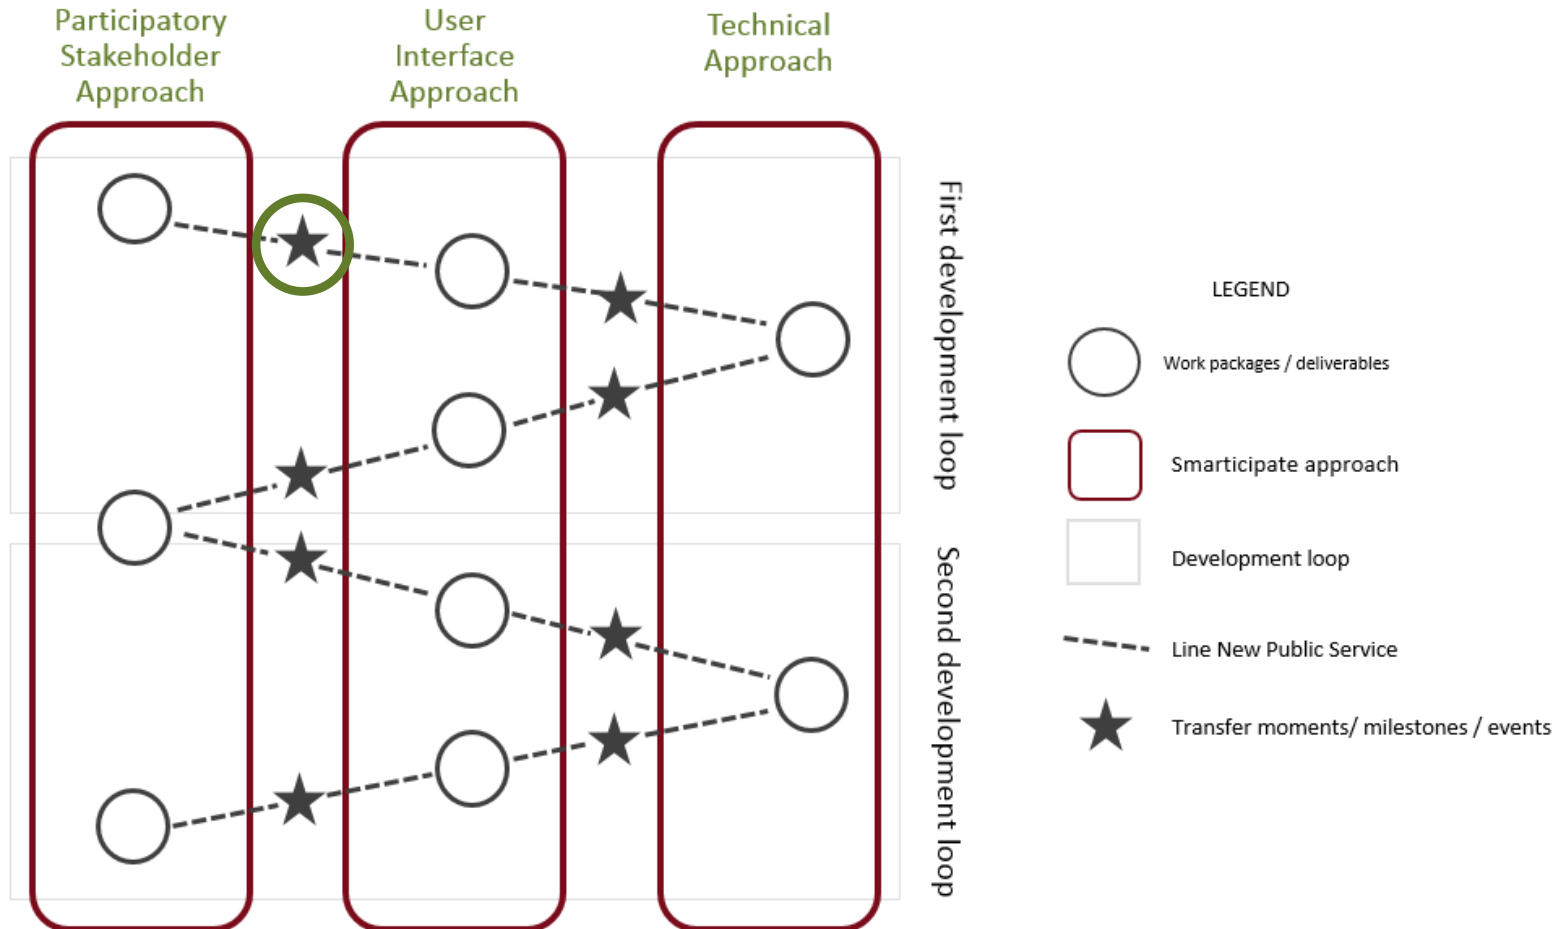 Participatory
Stakeholder
Approach
User
Interface
Approach
Technical
Approach
First development loop
Second development loop
LEGEND
Work packages / deliverables
Smarticipate approach
Development loop
Line New Public Service
Transfer moments/ milestones / events